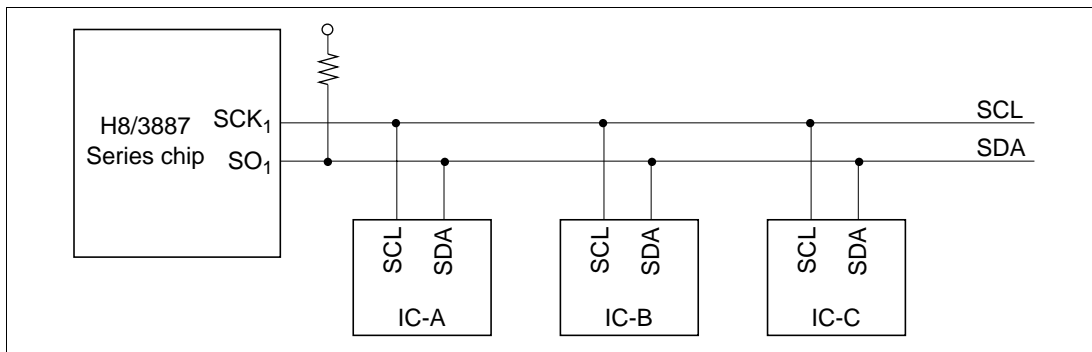 H8/3887
Series chip
SCK₁
SO₁
SCL
SDA
SCL
SDA
IC-A
SCL
SDA
IC-B
SCL
SDA
IC-C